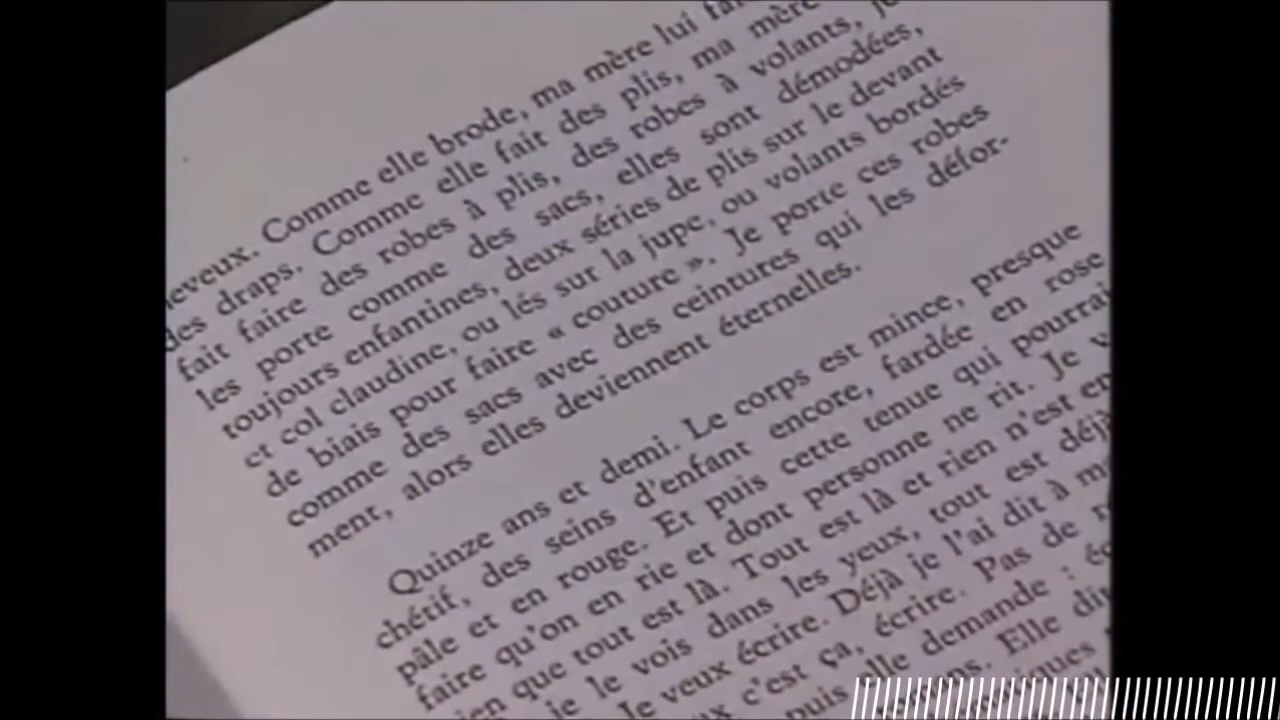 Comme elle brode, ma mère lui
des draps. Comme elle fait des plis, ma mère
fait faire des robes à plis, des robes à volants, je
les porte comme des sacs, elles sont démodées,
toujours enfantines, deux séries de plis sur le devant
et col claudine, ou lés sur la jupe, ou volants bordés
de biais pour faire « couture ». Je porte ces robes
comme des sacs avec des ceintures qui les défor-
ment, alors elles deviennent éternelles.
Quinze ans et demi. Le corps est mince, presque
chétif, des seins d'enfant encore, fardée en rose
pâle et en rouge. Et puis cette tenue qui pourrai
faire qu'on en rie et dont personne ne rit. Je
que tout est là. Tout est là et rien n'est
je le vois dans les yeux, tout est déjà
Je veux écrire. Déjà je l'ai dit à
c'est ça, écrire. Pas de
puis elle demande :
Elle